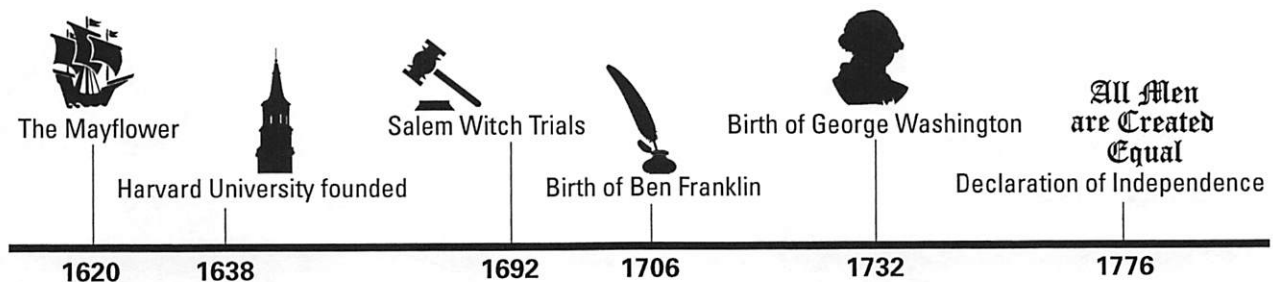 The Mayflower
Harvard University founded
Salem Witch Trials
Birth of Ben Franklin
Birth of George Washington
All Men
are Created
Equal
Declaration of Independence
1620
1638
1692
1706
1732
1776